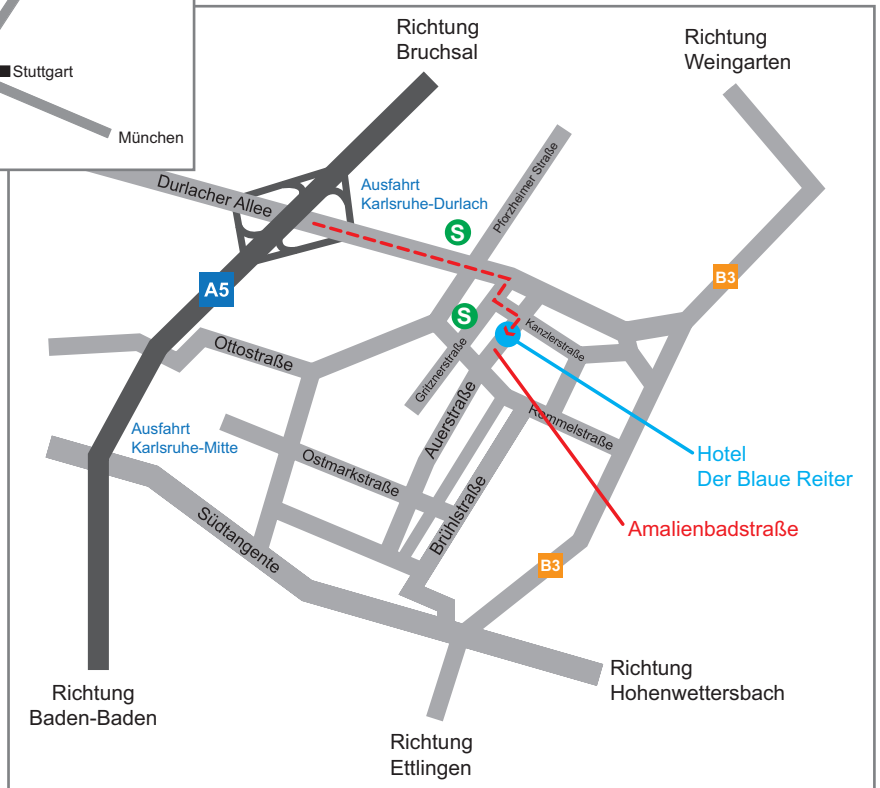 Stuttgart
München
Richtung
Bruchsal
Richtung
Weingarten
Durlacher Allee
Ausfahrt
Karlsruhe-Durlach
Pforzheimer Straße
S
B3
A5
S
Kanzlerstraße
Ottostraße
Gritznerstraße
Auerstraße
Rommelstraße
Ausfahrt
Karlsruhe-Mitte
Hotel
Der Blaue Reiter
Ostmarkstraße
Brühlstraße
Südtangente
Amalienbadstraße
B3
Richtung
Hohenwettersbach
Richtung
Baden-Baden
Richtung
Ettlingen